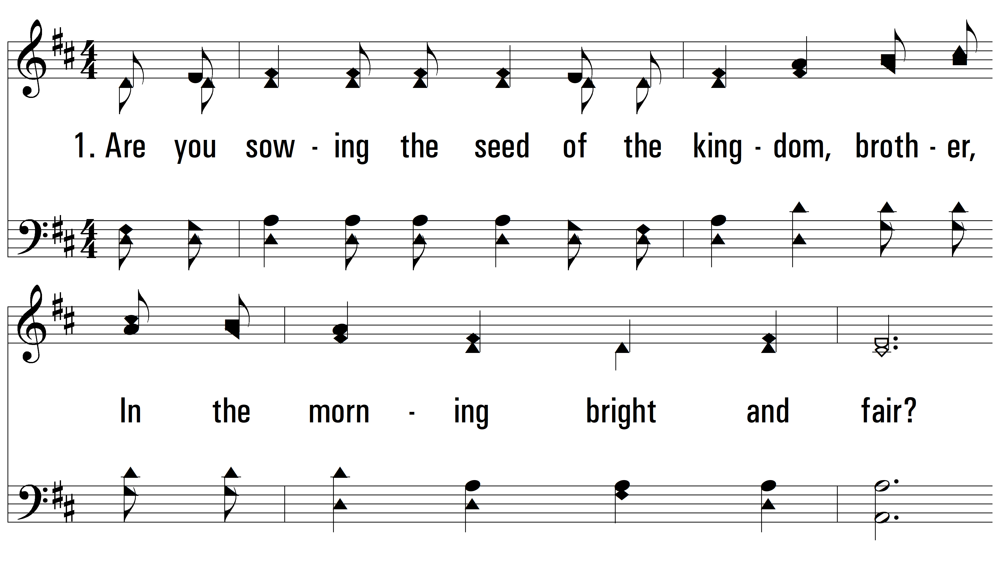 1. Are you sow - ing the seed of the king - dom, broth - er,
In the morn - ing bright and fair?